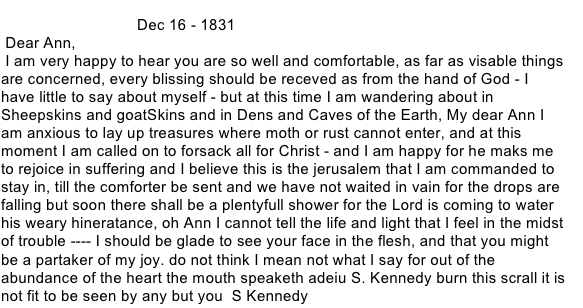 Dec 16 - 1831
Dear Ann,
I am very happy to hear you are so well and comfortable, as far as visable things
are concerned, every blissing should be receved as from the hand of God - I
have little to say about myself - but at this time I am wandering about in
Sheepskins and goatSkins and in Dens and Caves of the Earth, My dear Ann I
am anxious to lay up treasures where moth or rust cannot enter, and at this
moment I am called on to forsack all for Christ - and I am happy for he maks me
to rejoice in suffering and I believe this is the jerusalem that I am commanded to
stay in, till the comforter be sent and we have not waited in vain for the drops are
falling but soon there shall be a plentyfull shower for the Lord is coming to water
his weary hineratance, oh Ann I cannot tell the life and light that I feel in the midst
of trouble ---- I should be glade to see your face in the flesh, and that you might
be a partaker of my joy. do not think I mean not what I say for out of the
abundance of the heart the mouth speaketh adeiu S. Kennedy burn this scrall it is
not fit to be seen by any but you  S Kennedy